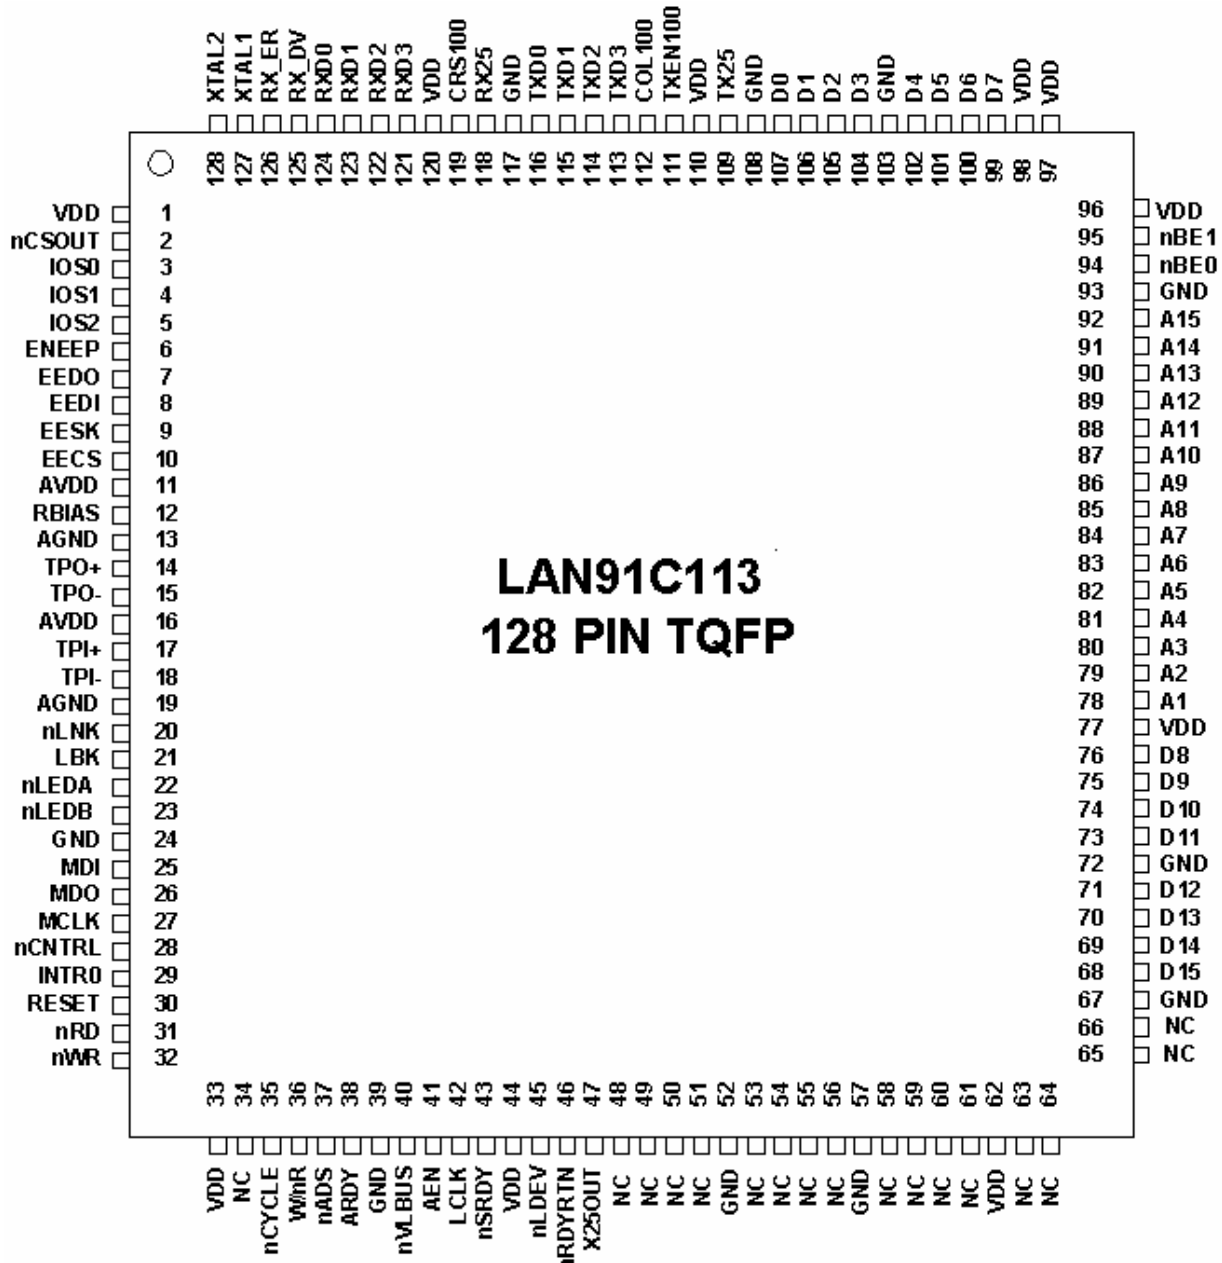 XTAL2
XTAL1
RX_ER
RX_DV
RXD0
RXD1
RXD2
RXD3
VDD
CRS100
RX25
GND
TXD0
TXD1
TXD2
TXD3
COL100
TXEN100
VDD
TX25
GND
D0
D1
D2
D3
GND
D4
D5
D6
D7
VDD
VDD
128
127
126
125
124
123
122
121
120
119
118
117
116
115
114
113
112
111
110
109
108
107
106
105
104
103
102
101
100
99
98
97
VDD 1
nCSOUT 2
IOS0 3
IOS1 4
IOS2 5
ENEEP 6
EEDO 7
EEDI 8
EESK 9
EECS 10
AVDD 11
RBIAS 12
AGND 13
TPO+ 14
TPO- 15
AVDD 16
TPI+ 17
TPI- 18
AGND 19
nLNK 20
LBK 21
nLEDA 22
nLEDB 23
GND 24
MDI 25
MDO 26
MCLK 27
nCNTRL 28
INTR0 29
RESET 30
nRD 31
nWR 32
LAN91C113
128 PIN TQFP
96 VDD
95 nBE1
94 nBE0
93 GND
92 A15
91 A14
90 A13
89 A12
88 A11
87 A10
86 A9
85 A8
84 A7
83 A6
82 A5
81 A4
80 A3
79 A2
78 A1
77 VDD
76 D8
75 D9
74 D10
73 D11
72 GND
71 D12
70 D13
69 D14
68 D15
67 GND
66 NC
65 NC
33
34
35
36
37
38
39
40
41
42
43
44
45
46
47
48
49
50
51
52
53
54
55
56
57
58
59
60
61
62
63
64
VDD
NC
nCYCLE
W/nR
nADS
ARDY
GND
nVLBUS
AEN
LCLK
nSRDY
VDD
nLDEV
nRDYRTN
X25OUT
NC
NC
NC
NC
GND
NC
NC
NC
NC
GND
NC
NC
NC
NC
VDD
NC
NC